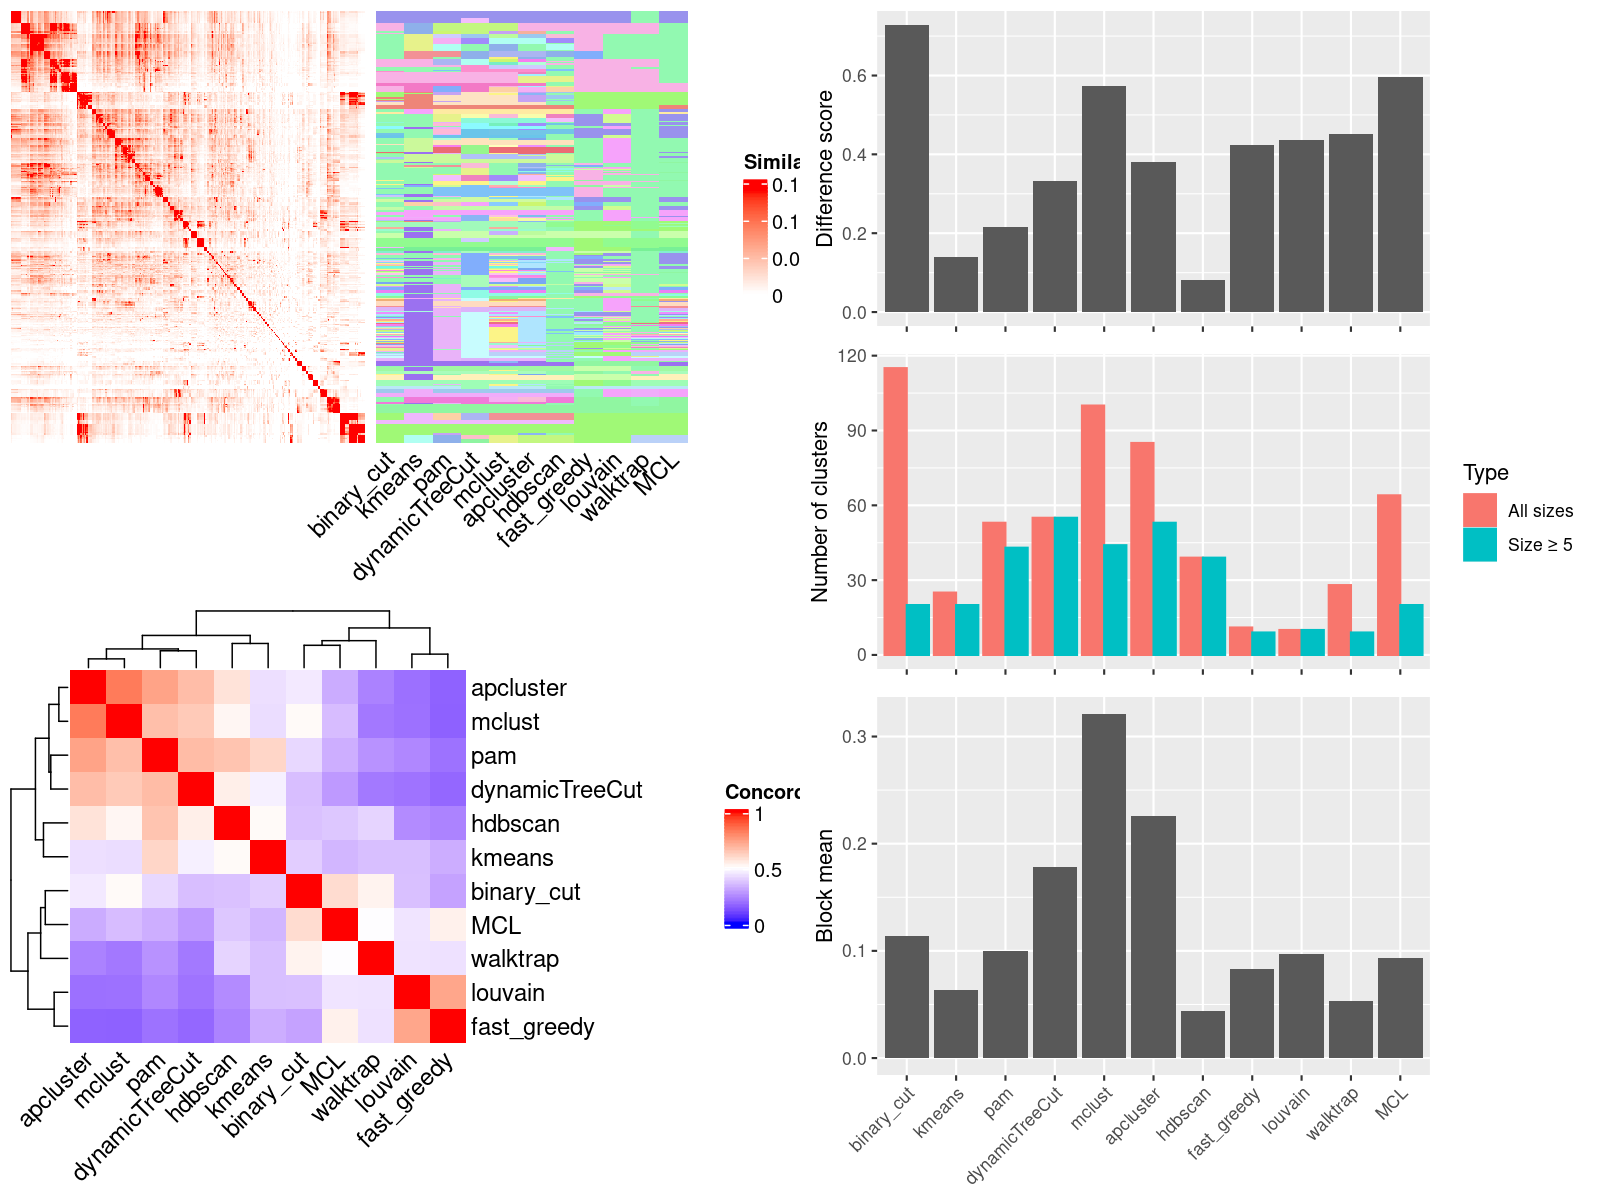 Simila
0.1
0.1
0.0
0
binary_cut
kmeans
pam
dynamicTreeCut
mclust
apcluster
hdbscan
fast_greedy
louvain
walktrap
MCL
apcluster
mclust
pam
dynamicTreeCut
hdbscan
kmeans
binary_cut
MCL
walktrap
louvain
fast_greedy
apcluster
mclust
pam
dynamicTreeCut
hdbscan
kmeans
binary_cut
MCL
walktrap
louvain
fast_greedy
Concord
1
0.5
0
Difference score
0.6
0.4
0.2
0.0
Number of clusters
120
90
60
30
0
Type
All sizes
Size ≥ 5
Block mean
0.3
0.2
0.1
0.0
binary_cut
kmeans
pam
dynamicTreeCut
mclust
apcluster
hdbscan
fast_greedy
louvain
walktrap
MCL